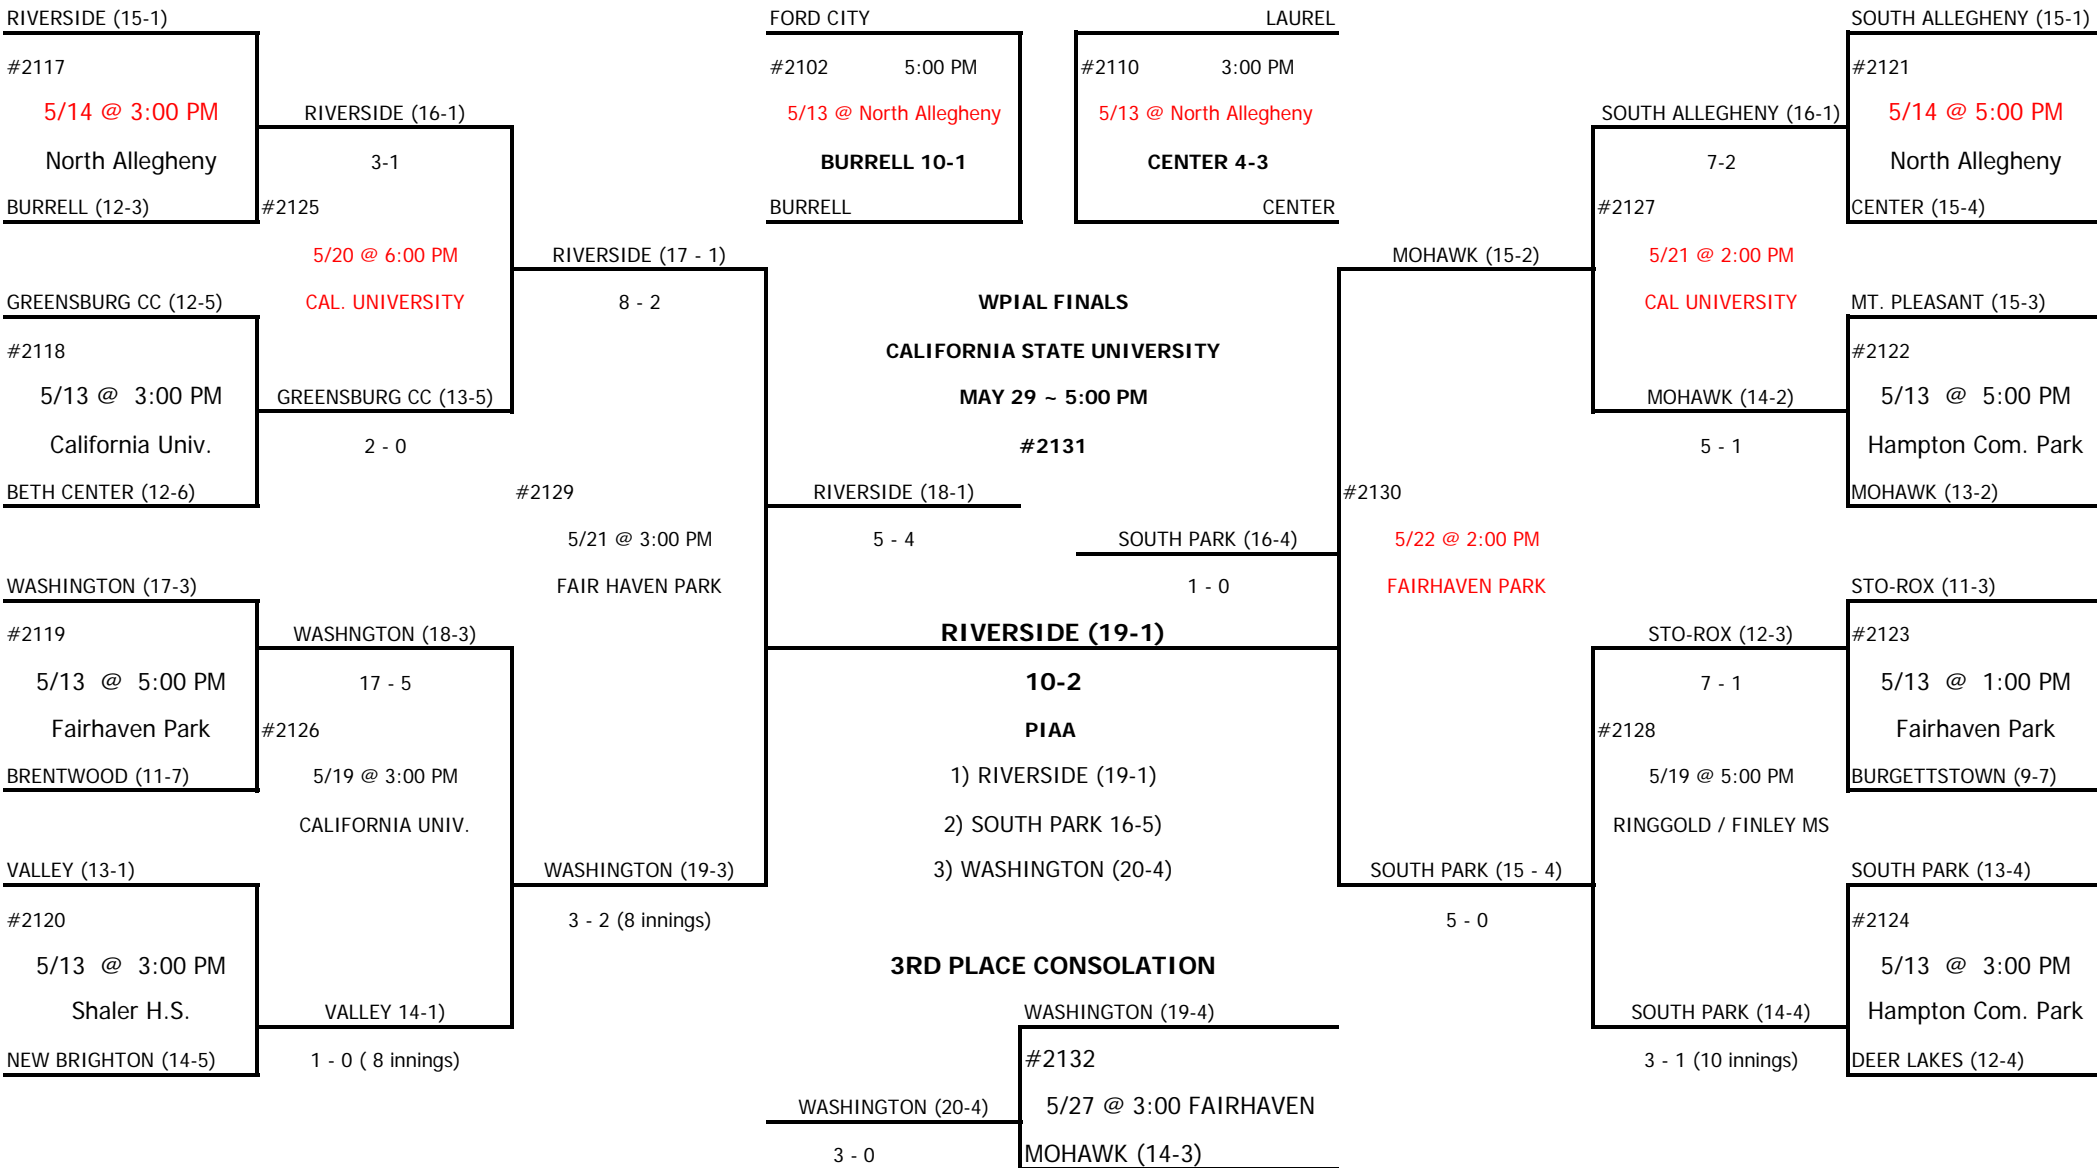 RIVERSIDE (15-1)
FORD CITY
LAUREL
SOUTH ALLEGHENY (15-1)
#2117
#2102 5:00 PM
#2110 3:00 PM
#2121
5/14 @ 3:00 PM
RIVERSIDE (16-1)
5/13 @ North Allegheny
5/13 @ North Allegheny
SOUTH ALLEGHENY (16-1)
5/14 @ 5:00 PM
North Allegheny
3-1
BURRELL 10-1
CENTER 4-3
7-2
North Allegheny
BURRELL (12-3)
#2125
BURRELL
CENTER
#2127
CENTER (15-4)
5/20 @ 6:00 PM
RIVERSIDE (17 - 1)
MOHAWK (15-2)
5/21 @ 2:00 PM
GREENSBURG CC (12-5)
CAL. UNIVERSITY
8 - 2
WPIAL FINALS
CAL UNIVERSITY
MT. PLEASANT (15-3)
#2118
CALIFORNIA STATE UNIVERSITY
#2122
5/13 @ 3:00 PM
GREENSBURG CC (13-5)
MAY 29 ~ 5:00 PM
MOHAWK (14-2)
5/13 @ 5:00 PM
California Univ.
2 - 0
#2131
5 - 1
Hampton Com. Park
BETH CENTER (12-6)
#2129
RIVERSIDE (18-1)
#2130
MOHAWK (13-2)
5/21 @ 3:00 PM
5 - 4
SOUTH PARK (16-4)
5/22 @ 2:00 PM
WASHINGTON (17-3)
FAIR HAVEN PARK
1 - 0
FAIRHAVEN PARK
STO-ROX (11-3)
#2119
WASHNGTON (18-3)
RIVERSIDE (19-1)
STO-ROX (12-3)
#2123
5/13 @ 5:00 PM
17 - 5
10-2
7 - 1
5/13 @ 1:00 PM
Fairhaven Park
#2126
PIAA
#2128
Fairhaven Park
BRENTWOOD (11-7)
5/19 @ 3:00 PM
1) RIVERSIDE (19-1)
5/19 @ 5:00 PM
BURGETTSTOWN (9-7)
CALIFORNIA UNIV.
2) SOUTH PARK 16-5)
RINGGOLD / FINLEY MS
VALLEY (13-1)
WASHINGTON (19-3)
3) WASHINGTON (20-4)
SOUTH PARK (15 - 4)
SOUTH PARK (13-4)
#2120
3 - 2 (8 innings)
5 - 0
#2124
5/13 @ 3:00 PM
3RD PLACE CONSOLATION
5/13 @ 3:00 PM
Shaler H.S.
VALLEY 14-1)
WASHINGTON (19-4)
SOUTH PARK (14-4)
Hampton Com. Park
NEW BRIGHTON (14-5)
1 - 0 ( 8 innings)
#2132
3 - 1 (10 innings)
DEER LAKES (12-4)
WASHINGTON (20-4)
5/27 @ 3:00 FAIRHAVEN
3 - 0
MOHAWK (14-3)